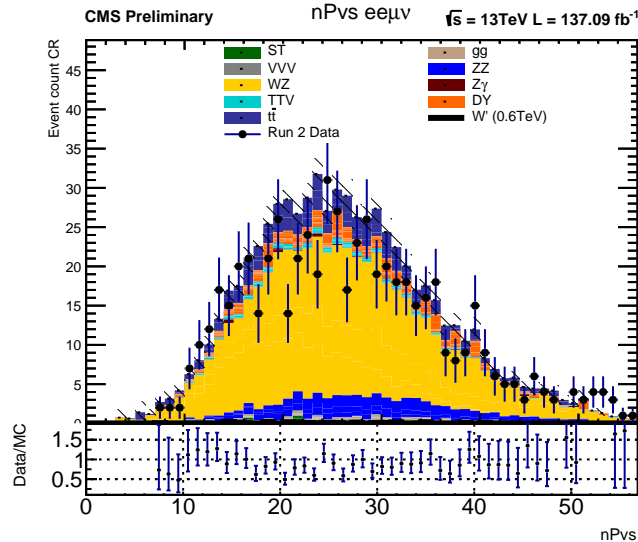 CMS Preliminary nPvs eeμν √s = 13TeV L = 137.09 fb⁻¹
Event count CR
ST gg
VVV ZZ
WZ Zγ
TTV DY
tt̄ W' (0.6TeV)
Run 2 Data
45
40
35
30
25
20
15
10
5
0
Data/MC
1.5
1
0.5
0 10 20 30 40 50
nPvs